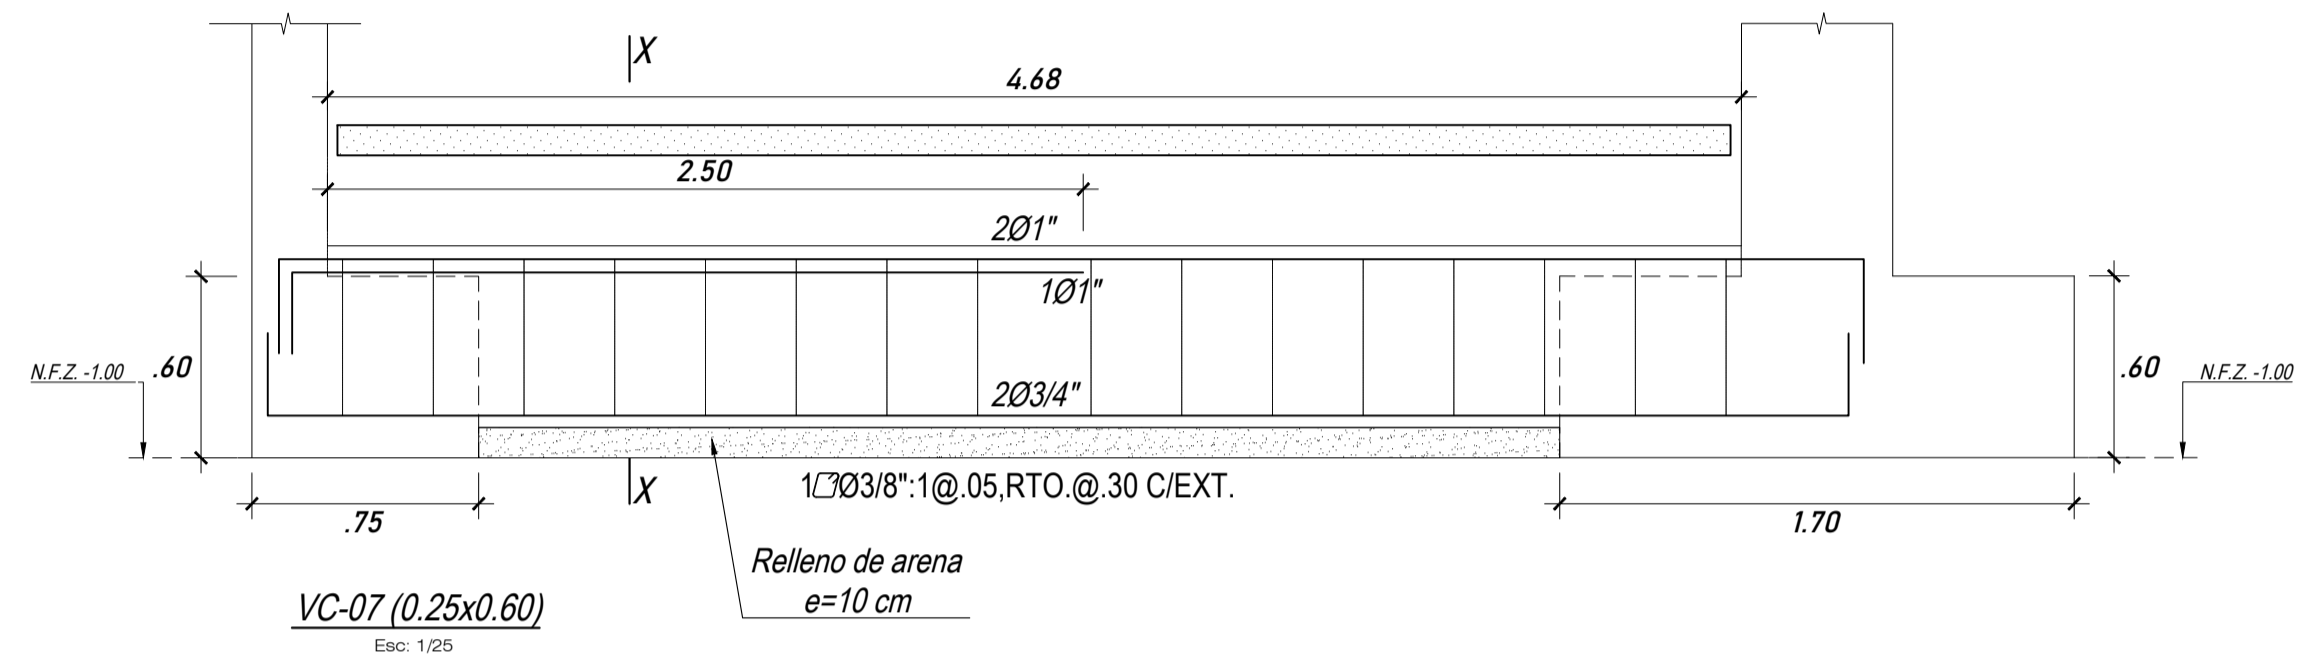 X
4.68
2.50
2Ø1"
1Ø1"
N.F.Z. -1.00
.60
2Ø3/4"
.60
N.F.Z. -1.00
X
1Ø3/8":1@.05,RTO.@.30 C/EXT.
.75
1.70
Relleno de arena
e=10 cm
VC-07 (0.25x0.60)
Esc: 1/25